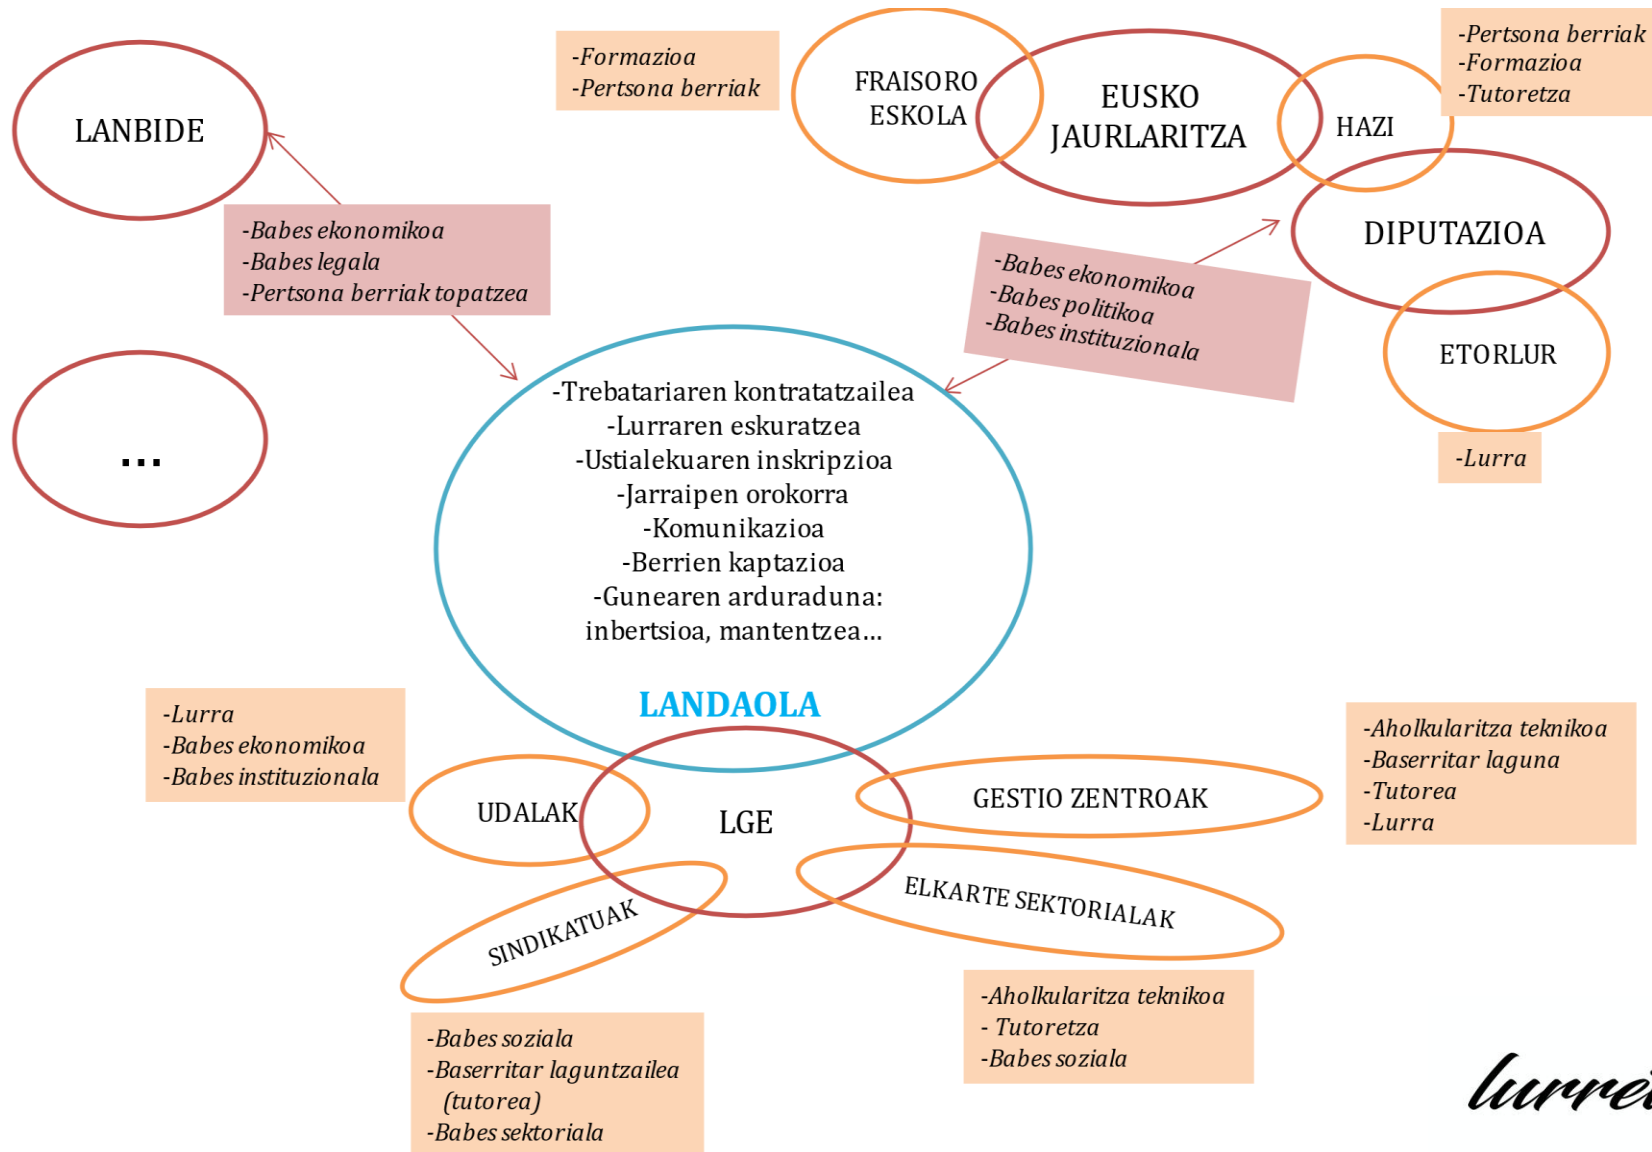 -Formazioa
-Pertsona berriak
FRAISORO
ESKOLA
EUSKO
JAURLARITZA
HAZI
-Pertsona berriak
-Formazioa
-Tutoretza
LANBIDE
DIPUTAZIOA
-Babes ekonomikoa
-Babes legala
-Pertsona berriak topatzea
-Babes ekonomikoa
-Babes politikoa
-Babes instituzionala
ETORLUR
-Lurra
...
-Trebatariaren kontratatzailea
-Lurraren eskuratzea
-Ustialekuaren inskripzioa
-Jarraipen orokorra
-Komunikazioa
-Berrien kaptazioa
-Gunearen arduraduna:
inbertsioa, mantentzea...
LANDAOLA
-Lurra
-Babes ekonomikoa
-Babes instituzionala
UDALAK
LGE
GESTIO ZENTROAK
-Aholkularitza teknikoa
-Baserritar laguna
-Tutorea
-Lurra
SINDIKATUAK
ELKARTE SEKTORIALAK
-Babes soziala
-Baserritar laguntzailea
(tutorea)
-Babes sektoriala
-Aholkularitza teknikoa
- Tutoretza
-Babes soziala